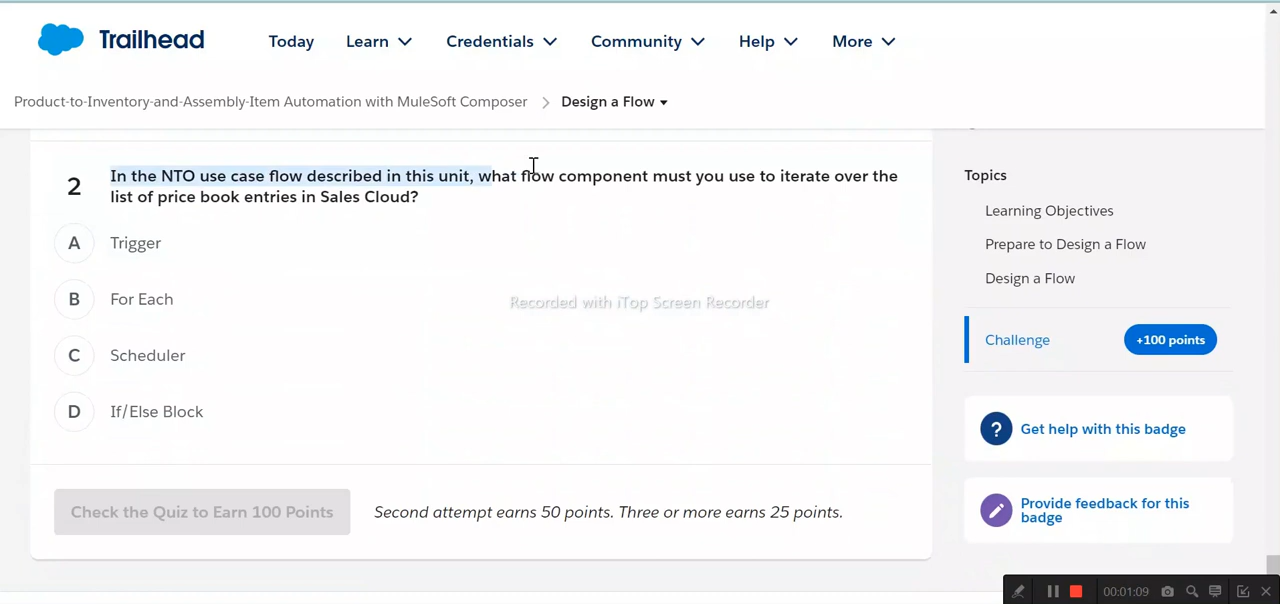 Trailhead
Today Learn Credentials Community Help More
Product-to-Inventory-and-Assembly-Item Automation with MuleSoft Composer Design a Flow
2
In the NTO use case flow described in this unit, what flow component must you use to iterate over the
list of price book entries in Sales Cloud?
A Trigger
B For Each
C Scheduler
D If/Else Block
Recorded with iTop Screen Recorder
Check the Quiz to Earn 100 Points
Second attempt earns 50 points. Three or more earns 25 points.
Topics
Learning Objectives
Prepare to Design a Flow
Design a Flow
Challenge +100 points
? Get help with this badge
Provide feedback for this
badge
00:01:09